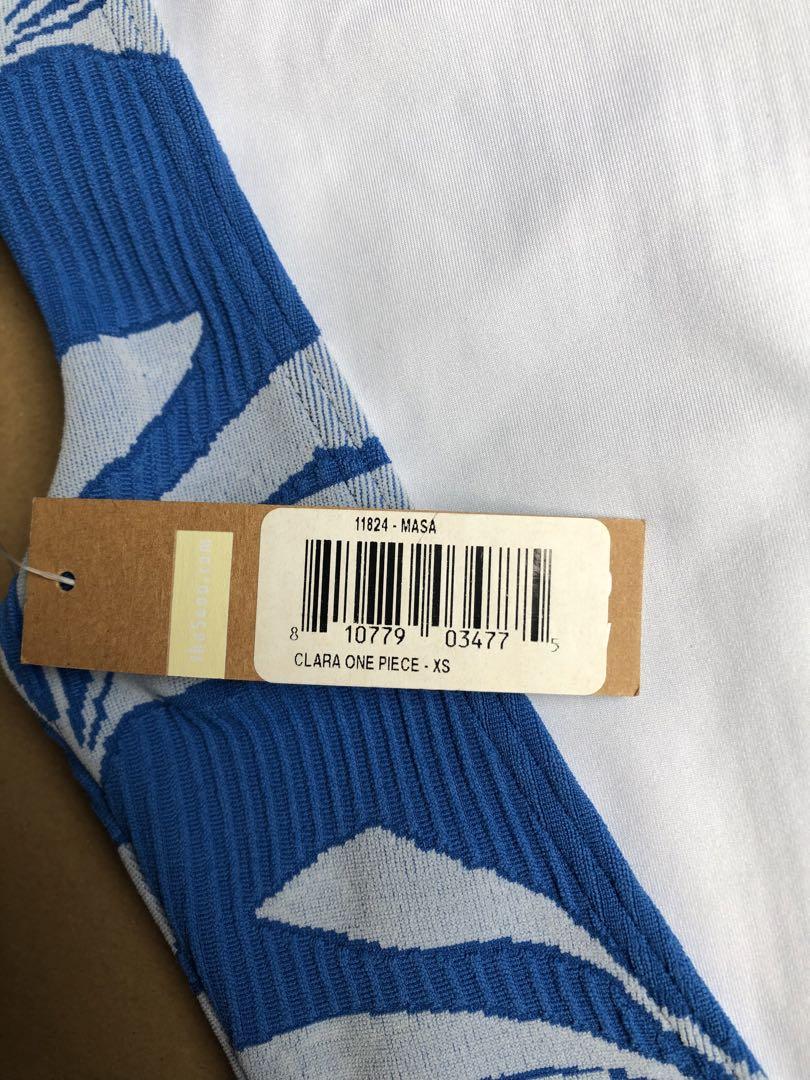 11824 - MASA
8 10779 03477 5
CLARA ONE PIECE - XS